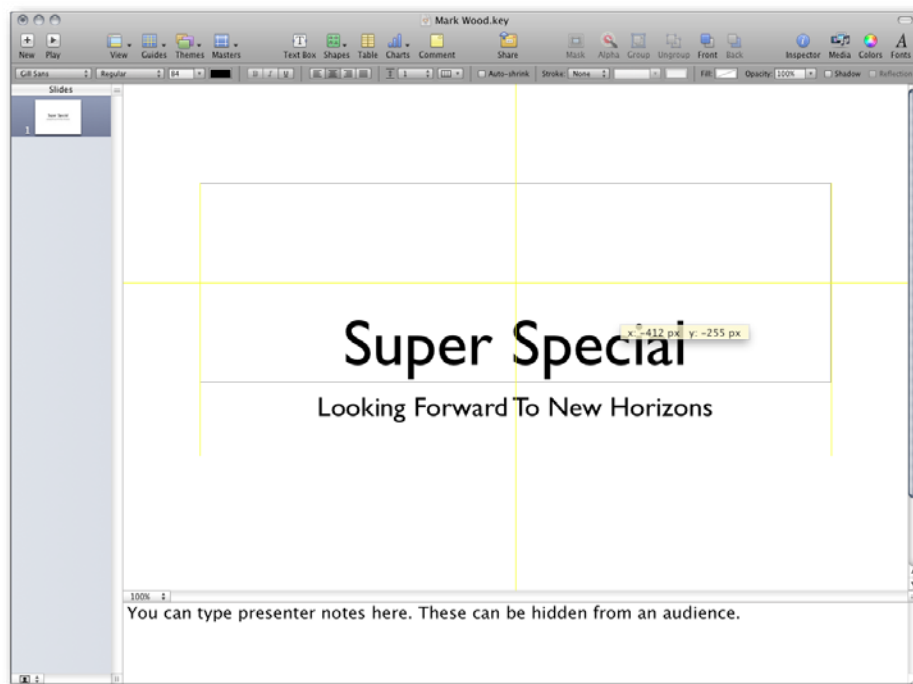 Mark Wood.key
New Play View Guides Themes Masters Text Box Shapes Table Charts Comment Share Mask Alpha Group Ungroup Front Back Inspector Media Colors Fonts
Gill Sans Regular 84 B I U T 1 Auto-shrink Stroke: None Fill: Opacity: 100% Shadow Reflection
Slides
Super Special
1
Super Special
x: -412 px y: -255 px
Looking Forward To New Horizons
100%
You can type presenter notes here. These can be hidden from an audience.